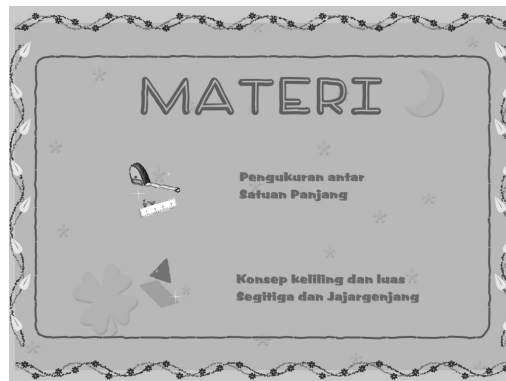 MATERI
Pengukuran antar
Satuan Panjang
Konsep keliling dan luas
Segitiga dan Jajargenjang